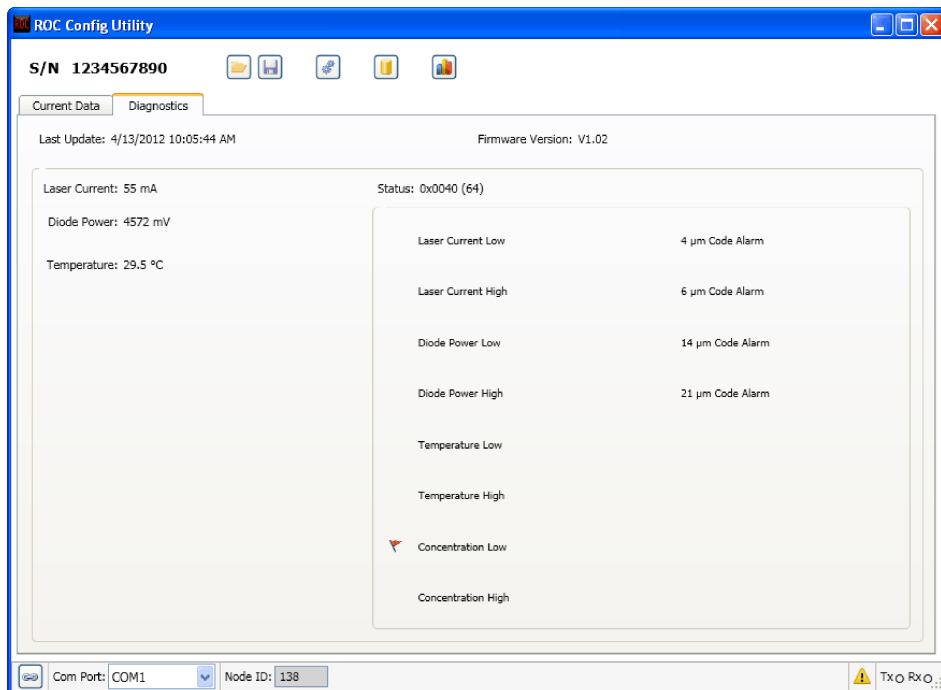 ROC ROC Config Utility
S/N 1234567890
Current Data Diagnostics
Last Update: 4/13/2012 10:05:44 AM Firmware Version: V1.02
Laser Current: 55 mA Status: 0x0040 (64)
Diode Power: 4572 mV
Temperature: 29.5 ºC
Laser Current Low 4 µm Code Alarm
Laser Current High 6 µm Code Alarm
Diode Power Low 14 µm Code Alarm
Diode Power High 21 µm Code Alarm
Temperature Low
Temperature High
Concentration Low
Concentration High
Com Port: COM1 Node ID: 138 Tx Rx